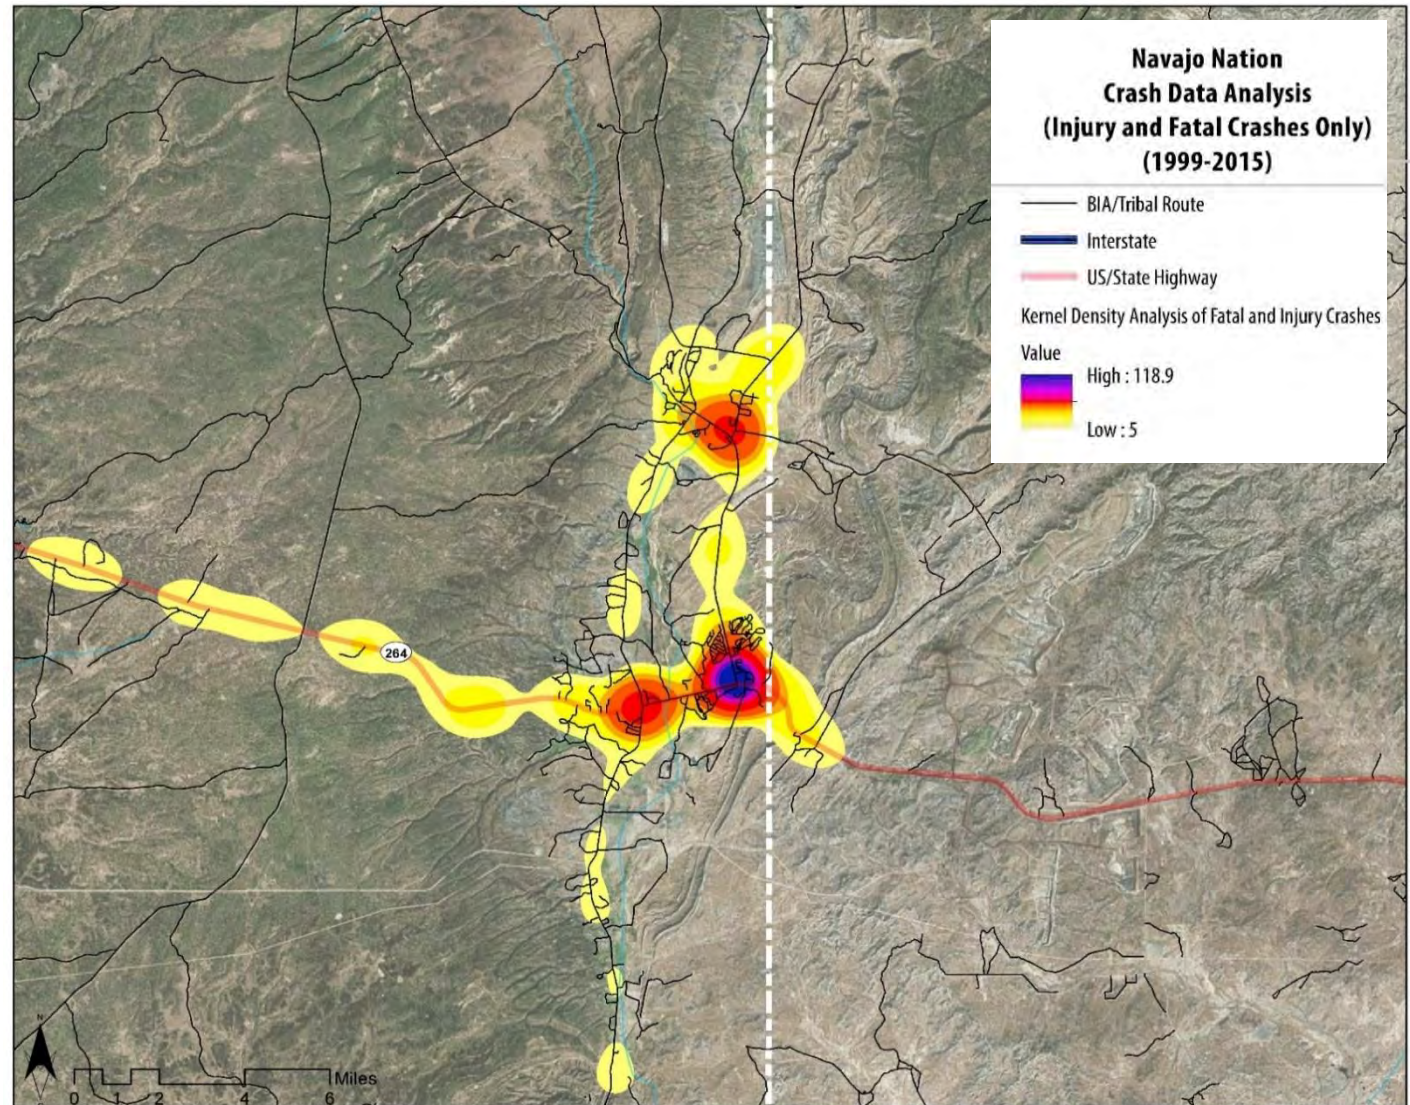 Navajo Nation
Crash Data Analysis
(Injury and Fatal Crashes Only)
(1999-2015)
BIA/Tribal Route
Interstate
US/State Highway
Kernel Density Analysis of Fatal and Injury Crashes
Value
High : 118.9
Low : 5
264
N
Miles
0 1 2 4 6